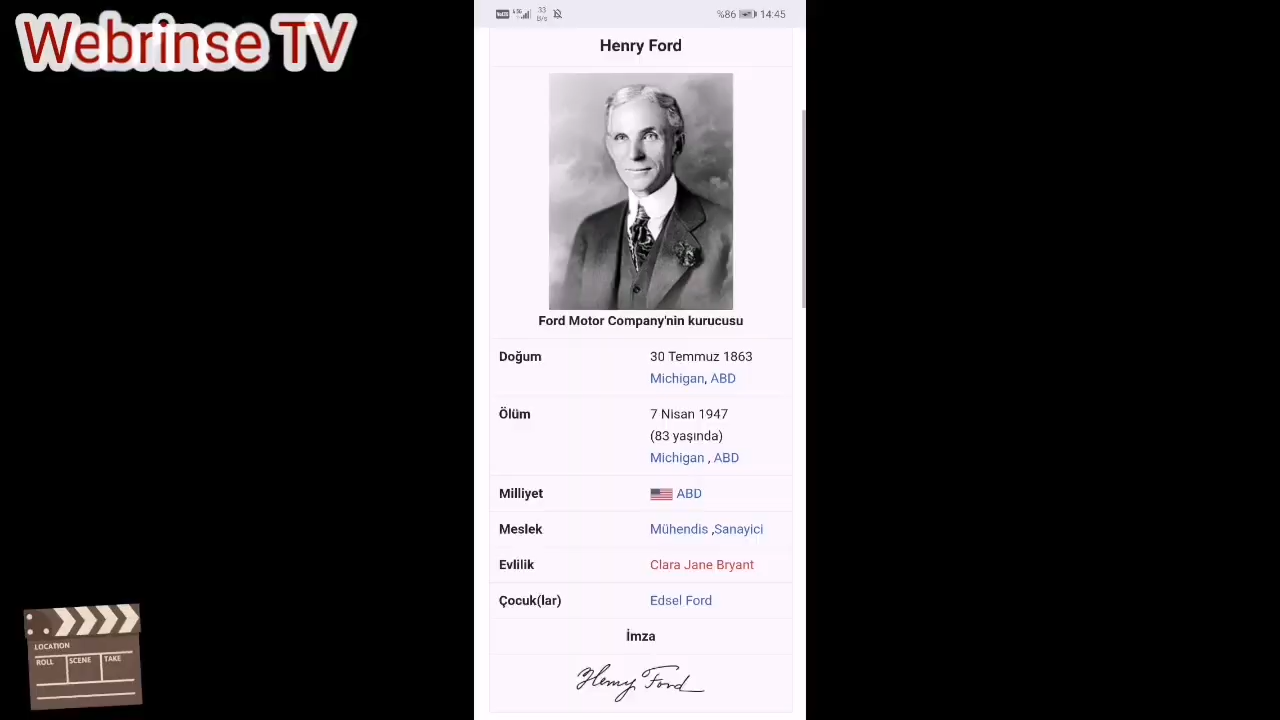 Webrinse TV
33
B/s
%86
14:45
Henry Ford
Ford Motor Company'nin kurucusu
Doğum
30 Temmuz 1863
Michigan, ABD
Ölüm
7 Nisan 1947
(83 yaşında)
Michigan , ABD
Milliyet
ABD
Meslek
Mühendis ,Sanayici
Evlilik
Clara Jane Bryant
Çocuk(lar)
Edsel Ford
İmza
Henry Ford
LOCATION
ROLL SCENE TAKE